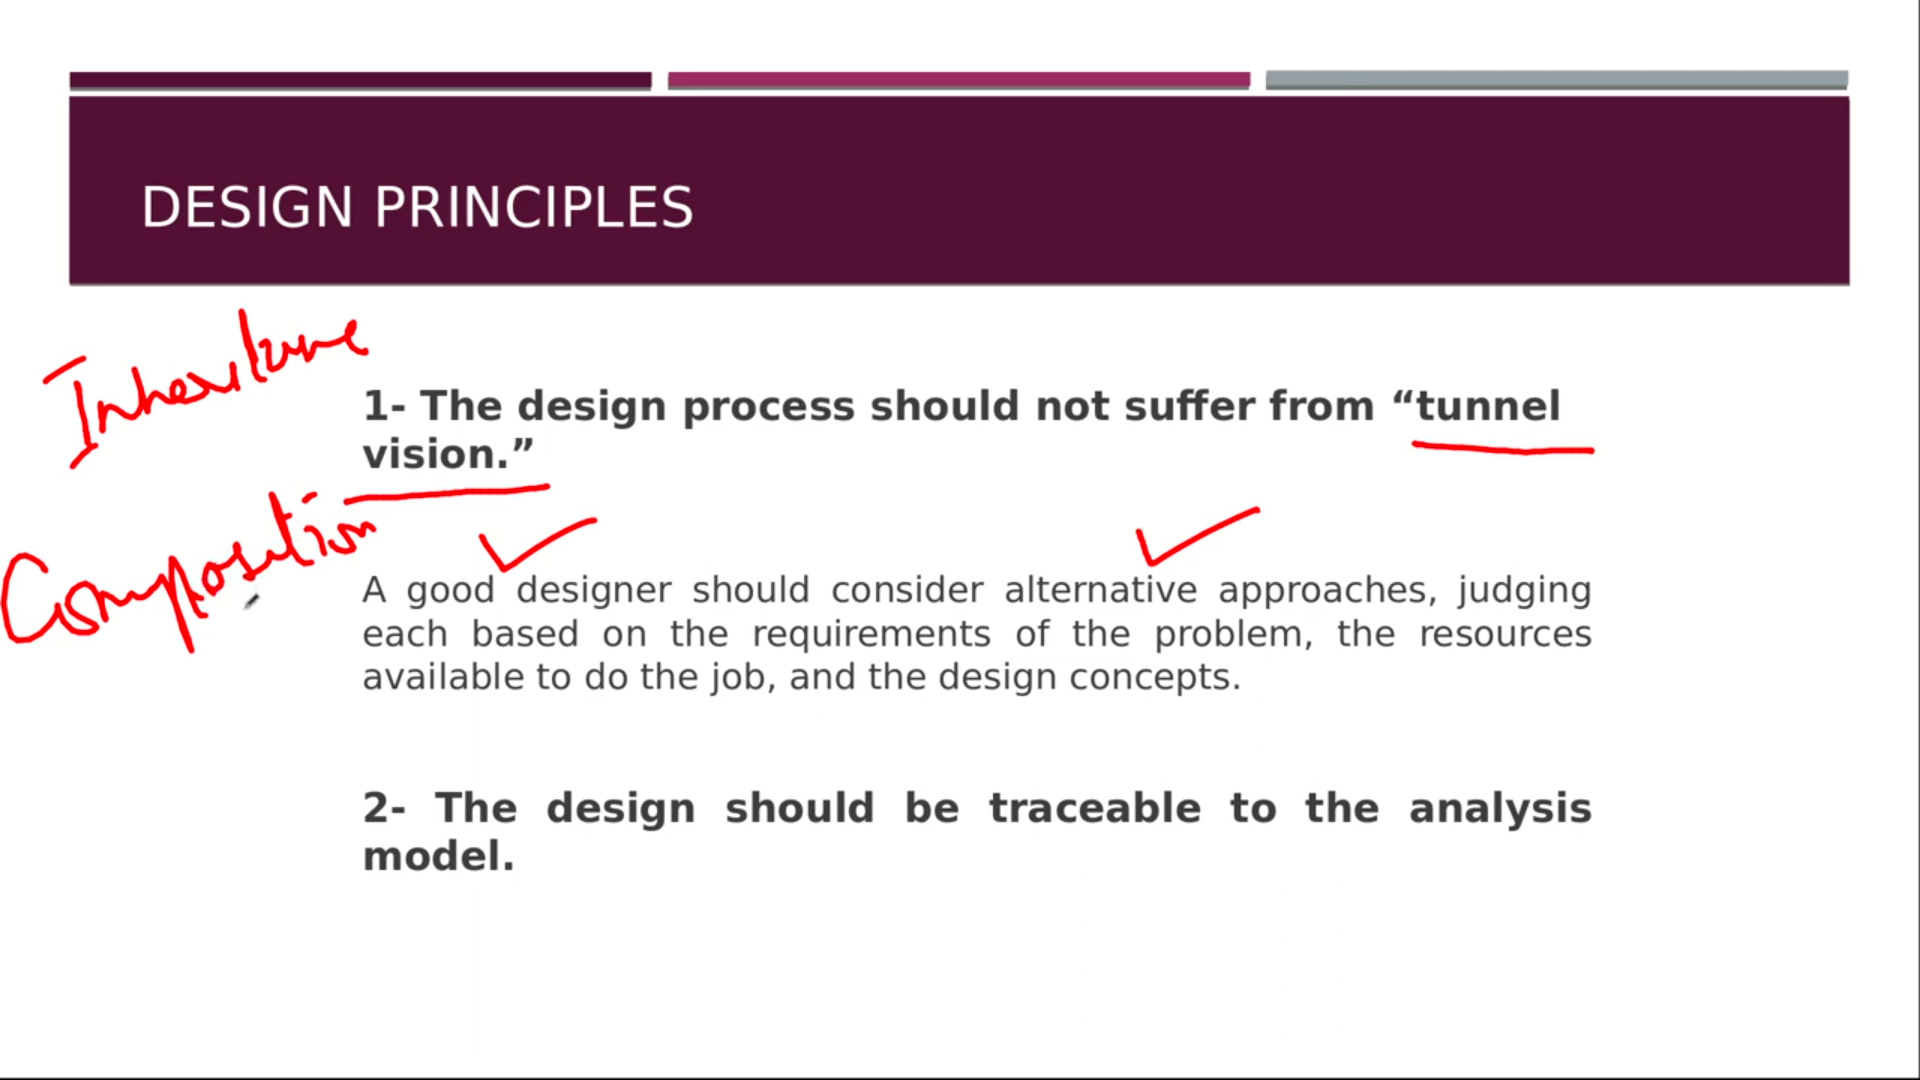 DESIGN PRINCIPLES
Inheritance
1- The design process should not suffer from “tunnel
vision.”
Composition
A good designer should consider alternative approaches, judging
each based on the requirements of the problem, the resources
available to do the job, and the design concepts.
2- The design should be traceable to the analysis
model.